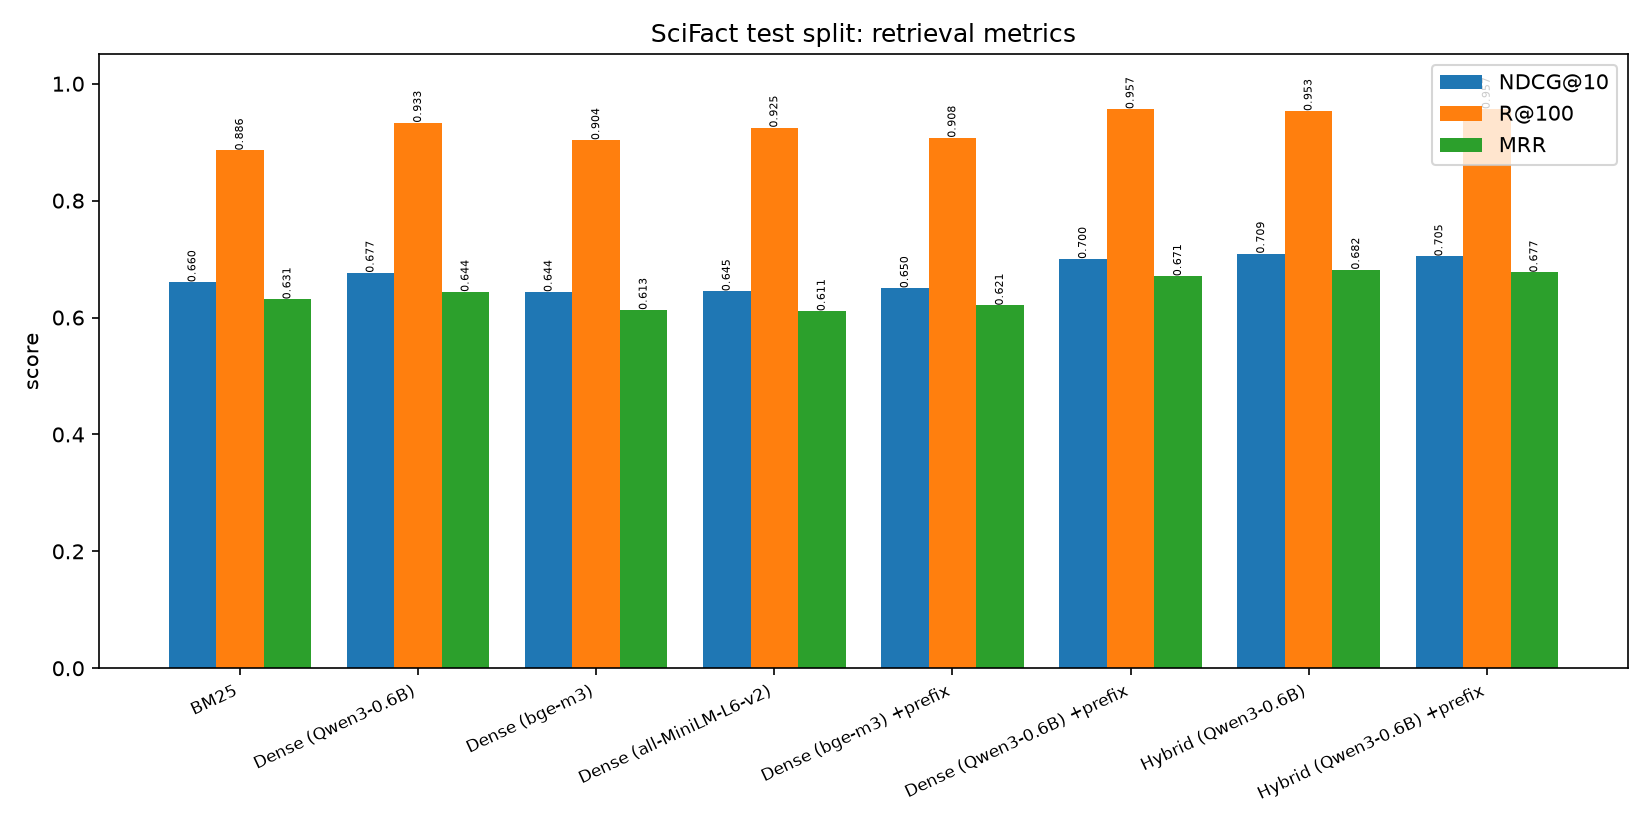 SciFact test split: retrieval metrics
NDCG@10
R@100
MRR
score
1.0
0.8
0.6
0.4
0.2
0.0
0.660
0.886
0.631
0.677
0.933
0.644
0.644
0.904
0.613
0.645
0.925
0.611
0.650
0.908
0.621
0.700
0.957
0.671
0.709
0.953
0.682
0.705
0.957
0.677
BM25
Dense (Qwen3-0.6B)
Dense (bge-m3)
Dense (all-MiniLM-L6-v2)
Dense (bge-m3) +prefix
Dense (Qwen3-0.6B) +prefix
Hybrid (Qwen3-0.6B)
Hybrid (Qwen3-0.6B) +prefix